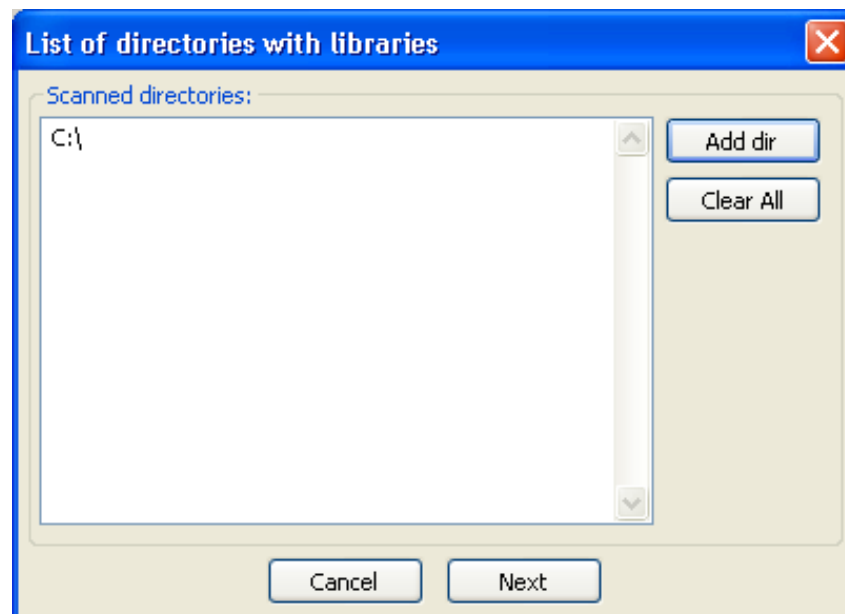 List of directories with libraries
Scanned directories:
C:\
Add dir
Clear All
Cancel
Next